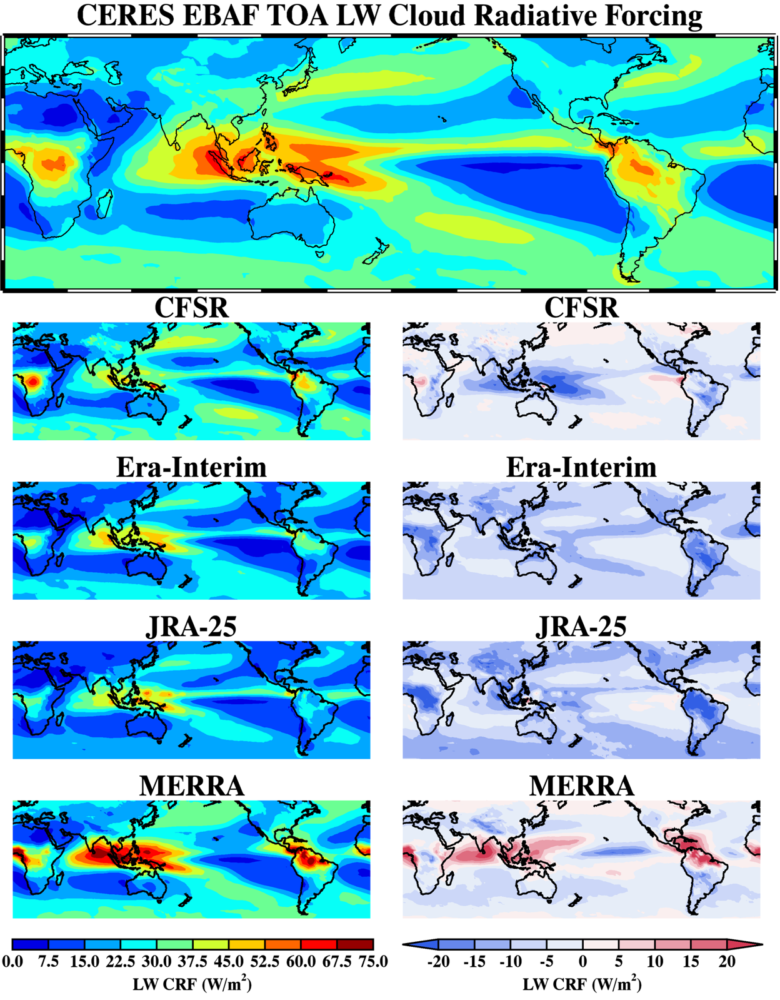 CERES EBAF TOA LW Cloud Radiative Forcing
CFSR CFSR
Era-Interim Era-Interim
JRA-25 JRA-25
MERRA MERRA
0.0 7.5 15.0 22.5 30.0 37.5 45.0 52.5 60.0 67.5 75.0 -20 -15 -10 -5 0 5 10 15 20
LW CRF (W/m²) LW CRF (W/m²)